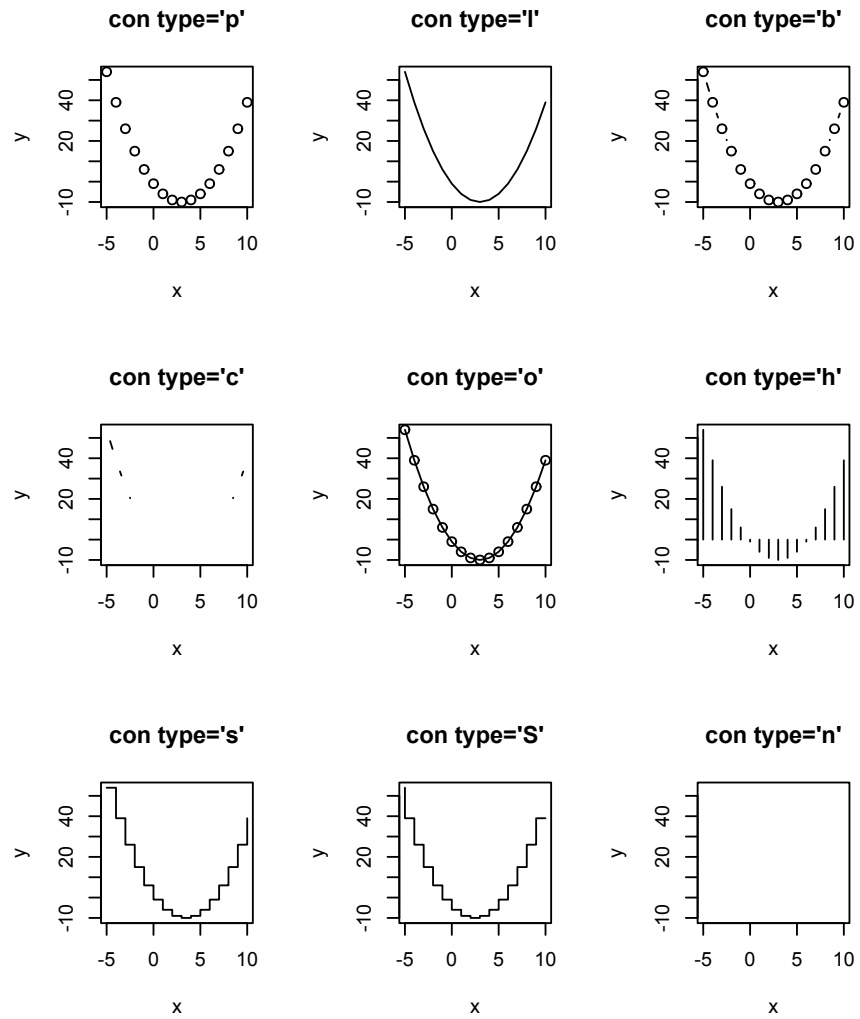 con type='p'
y
-10 20 40
-5 0 5 10
x
con type='l'
y
-10 20 40
-5 0 5 10
x
con type='b'
y
-10 20 40
-5 0 5 10
x
con type='c'
y
-10 20 40
-5 0 5 10
x
con type='o'
y
-10 20 40
-5 0 5 10
x
con type='h'
y
-10 20 40
-5 0 5 10
x
con type='s'
y
-10 20 40
-5 0 5 10
x
con type='S'
y
-10 20 40
-5 0 5 10
x
con type='n'
y
-10 20 40
-5 0 5 10
x